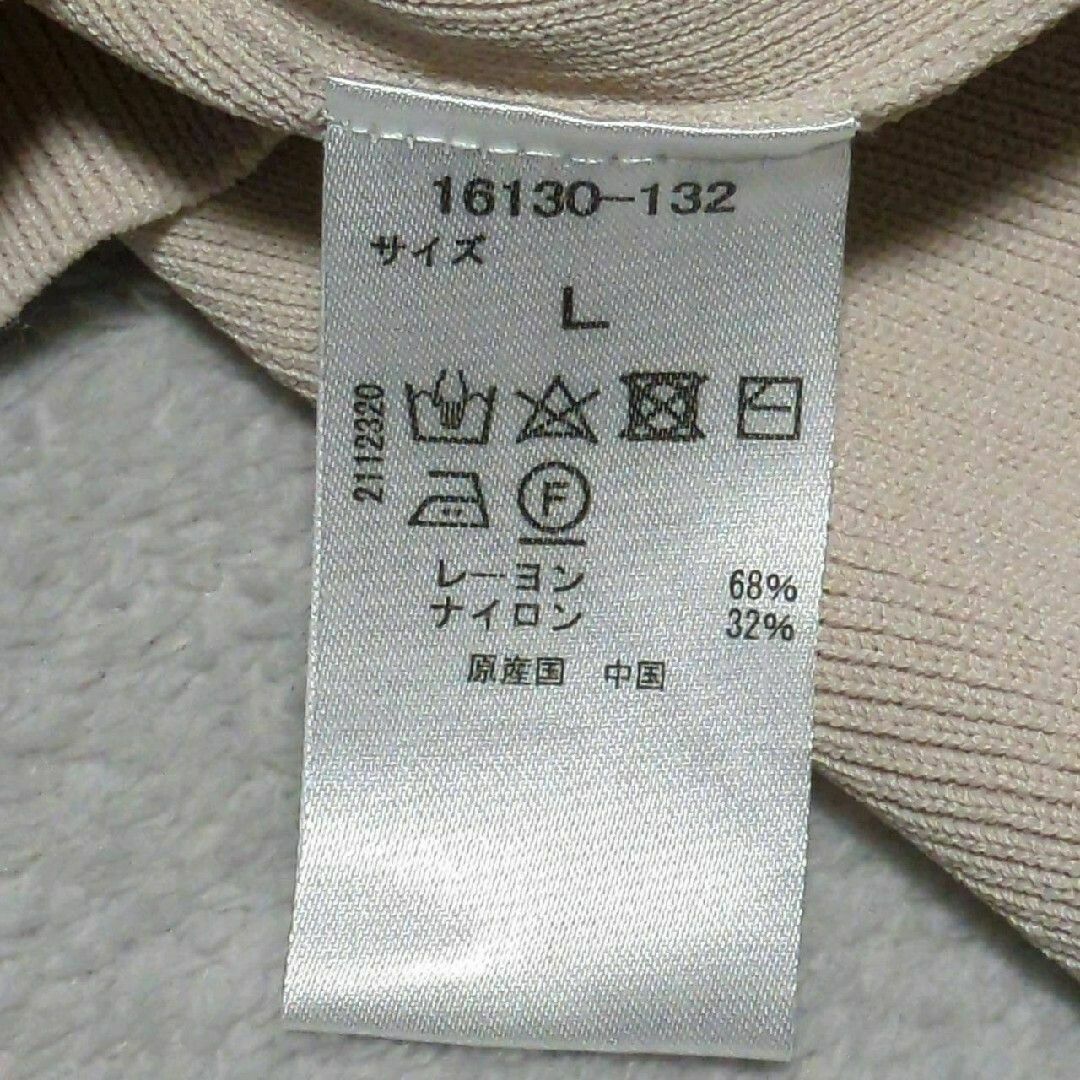 16130-132
サイズ
L
2112320
F
レーヨン 68%
ナイロン 32%
原産国 中国